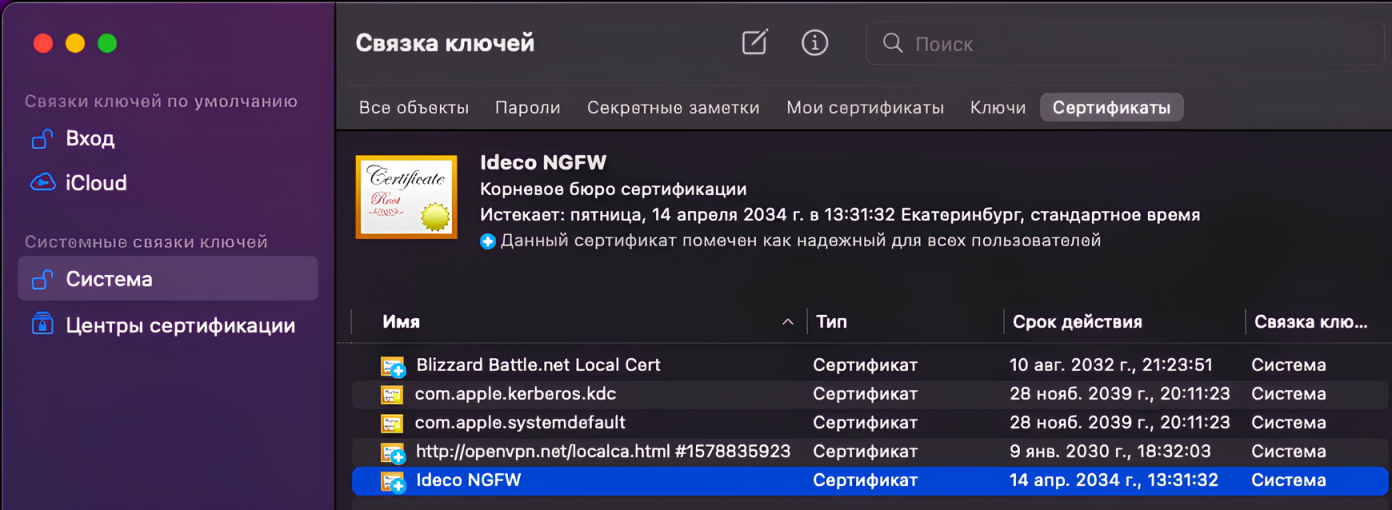 Связка ключей
Поиск
Связки ключей по умолчанию
Вход
iCloud
Системные связки ключей
Система
Центры сертификации
Все объекты Пароли Секретные заметки Мои сертификаты Ключи Сертификаты
Certificate
Root
Ideco NGFW
Корневое бюро сертификации
Истекает: пятница, 14 апреля 2034 г. в 13:31:32 Екатеринбург, стандартное время
Данный сертификат помечен как надежный для всех пользователей
Имя Тип Срок действия Связка клю...
Blizzard Battle.net Local Cert Сертификат 10 авг. 2032 г., 21:23:51 Система
com.apple.kerberos.kdc Сертификат 28 нояб. 2039 г., 20:11:23 Система
com.apple.systemdefault Сертификат 28 нояб. 2039 г., 20:11:23 Система
http://openvpn.net/localca.html #1578835923 Сертификат 9 янв. 2030 г., 18:32:03 Система
Ideco NGFW Сертификат 14 апр. 2034 г., 13:31:32 Система